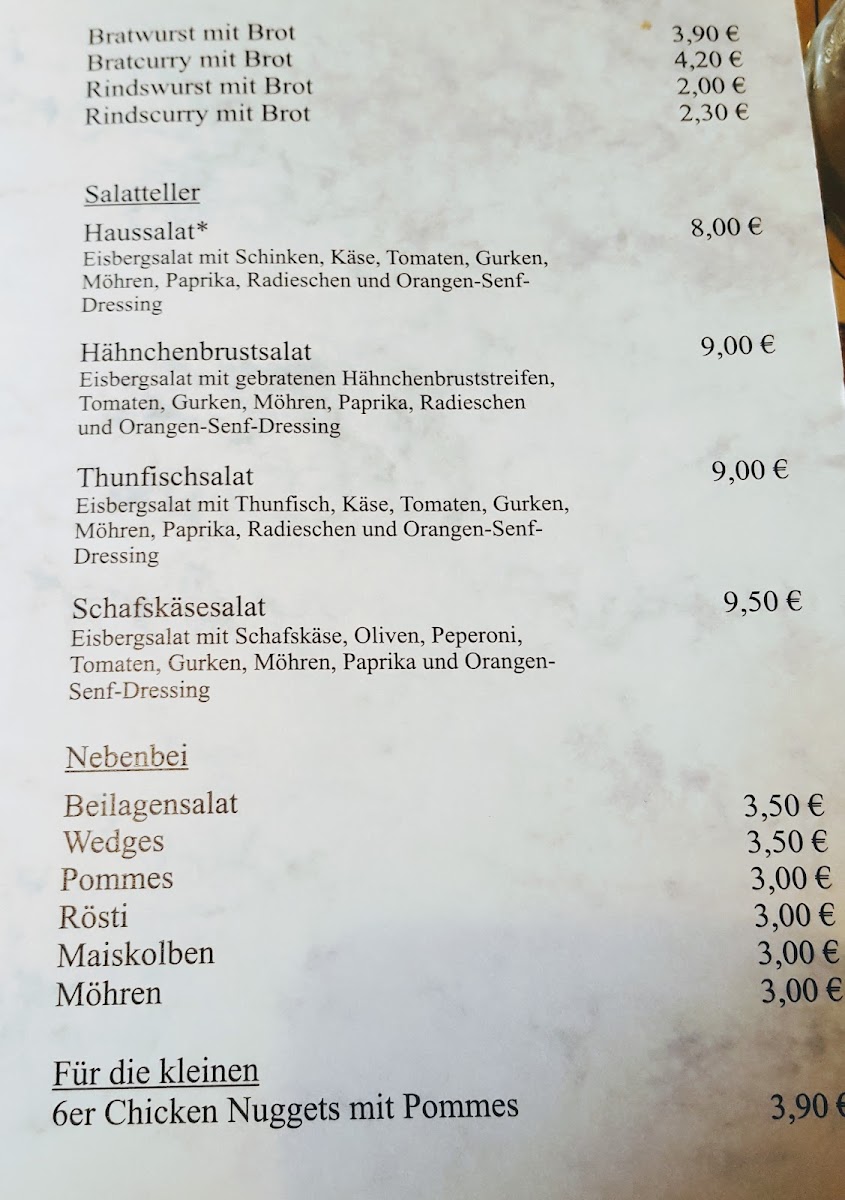 Bratwurst mit Brot 3,90 €
Bratcurry mit Brot 4,20 €
Rindswurst mit Brot 2,00 €
Rindscurry mit Brot 2,30 €
Salatteller
Haussalat* 8,00 €
Eisbergsalat mit Schinken, Käse, Tomaten, Gurken,
Möhren, Paprika, Radieschen und Orangen-Senf-
Dressing
Hähnchenbrustsalat 9,00 €
Eisbergsalat mit gebratenen Hähnchenbruststreifen,
Tomaten, Gurken, Möhren, Paprika, Radieschen
und Orangen-Senf-Dressing
Thunfischsalat 9,00 €
Eisbergsalat mit Thunfisch, Käse, Tomaten, Gurken,
Möhren, Paprika, Radieschen und Orangen-Senf-
Dressing
Schafskäsesalat 9,50 €
Eisbergsalat mit Schafskäse, Oliven, Peperoni,
Tomaten, Gurken, Möhren, Paprika und Orangen-
Senf-Dressing
Nebenbei
Beilagensalat 3,50 €
Wedges 3,50 €
Pommes 3,00 €
Rösti 3,00 €
Maiskolben 3,00 €
Möhren 3,00 €
Für die kleinen
6er Chicken Nuggets mit Pommes 3,90 €